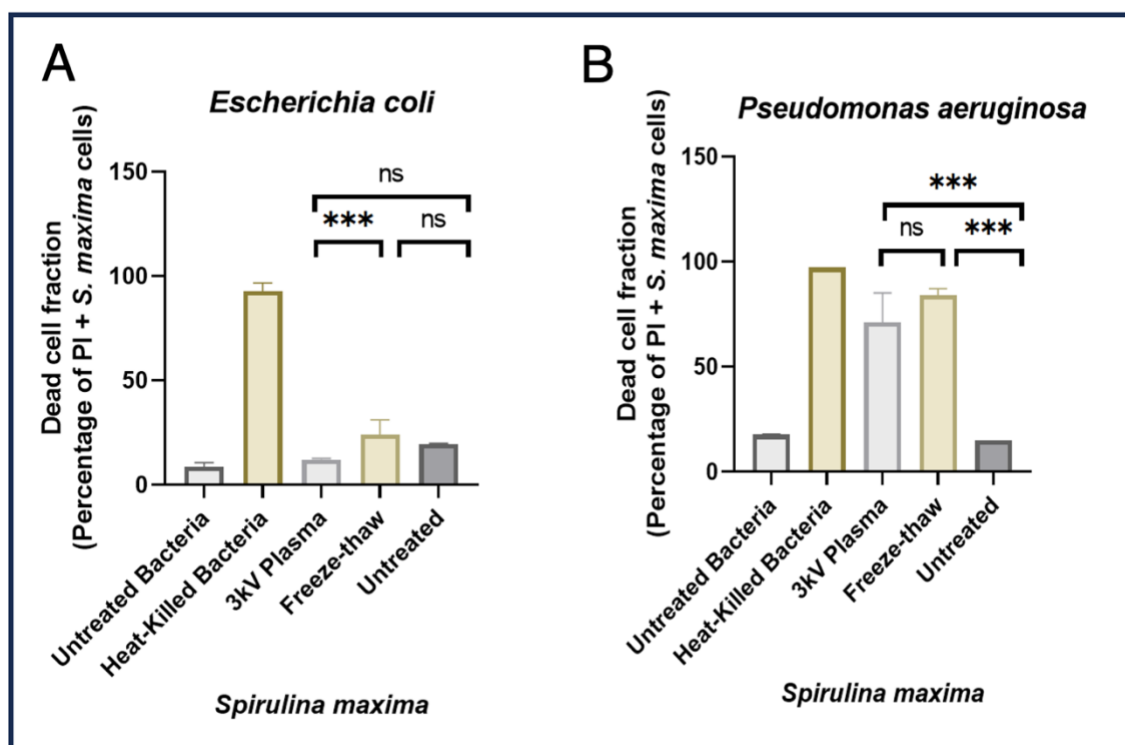 A
Escherichia coli
Dead cell fraction
(Percentage of PI + S. maxima cells)
150
100
50
0
ns
***
ns
Untreated Bacteria
Heat-Killed Bacteria
3kV Plasma
Freeze-thaw
Untreated
Spirulina maxima
B
Pseudomonas aeruginosa
Dead cell fraction
(Percentage of PI + S. maxima cells)
150
100
50
0
***
ns
***
Untreated Bacteria
Heat-Killed Bacteria
3kV Plasma
Freeze-thaw
Untreated
Spirulina maxima